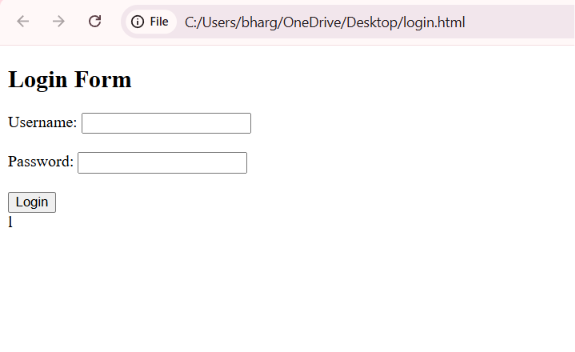 File C:/Users/bharg/OneDrive/Desktop/login.html
Login Form
Username:
Password:
Login
l